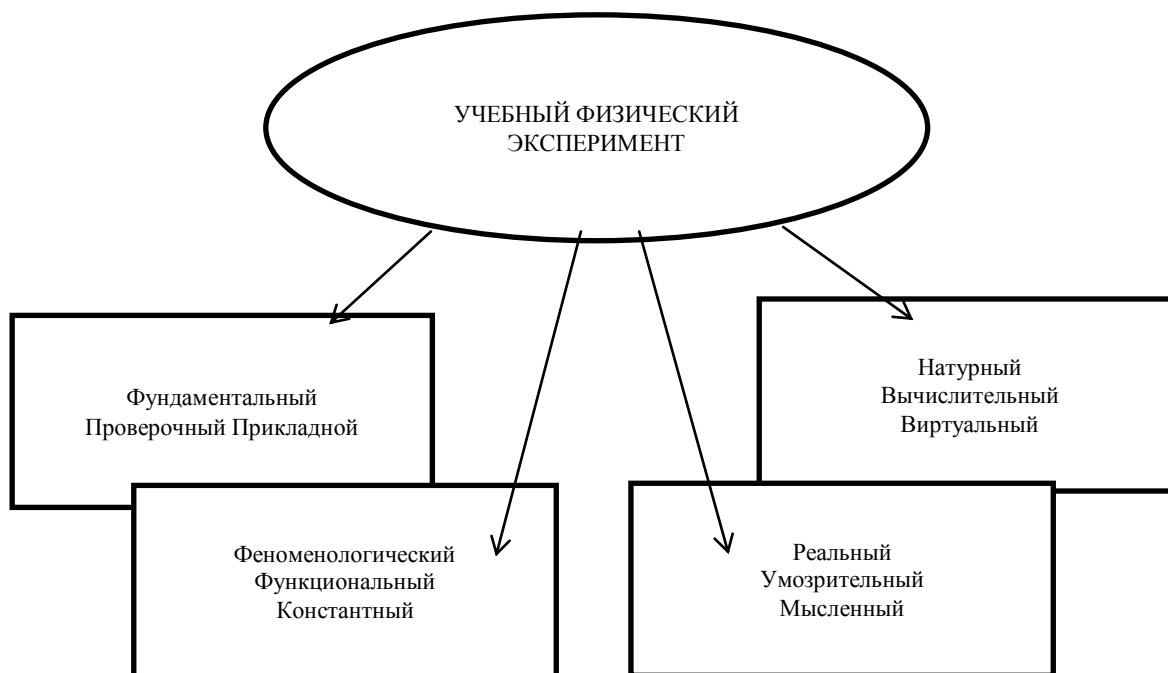 УЧЕБНЫЙ ФИЗИЧЕСКИЙ
ЭКСПЕРИМЕНТ
Фундаментальный
Проверочный Прикладной
Натурный
Вычислительный
Виртуальный
Феноменологический
Функциональный
Константный
Реальный
Умозрительный
Мысленный